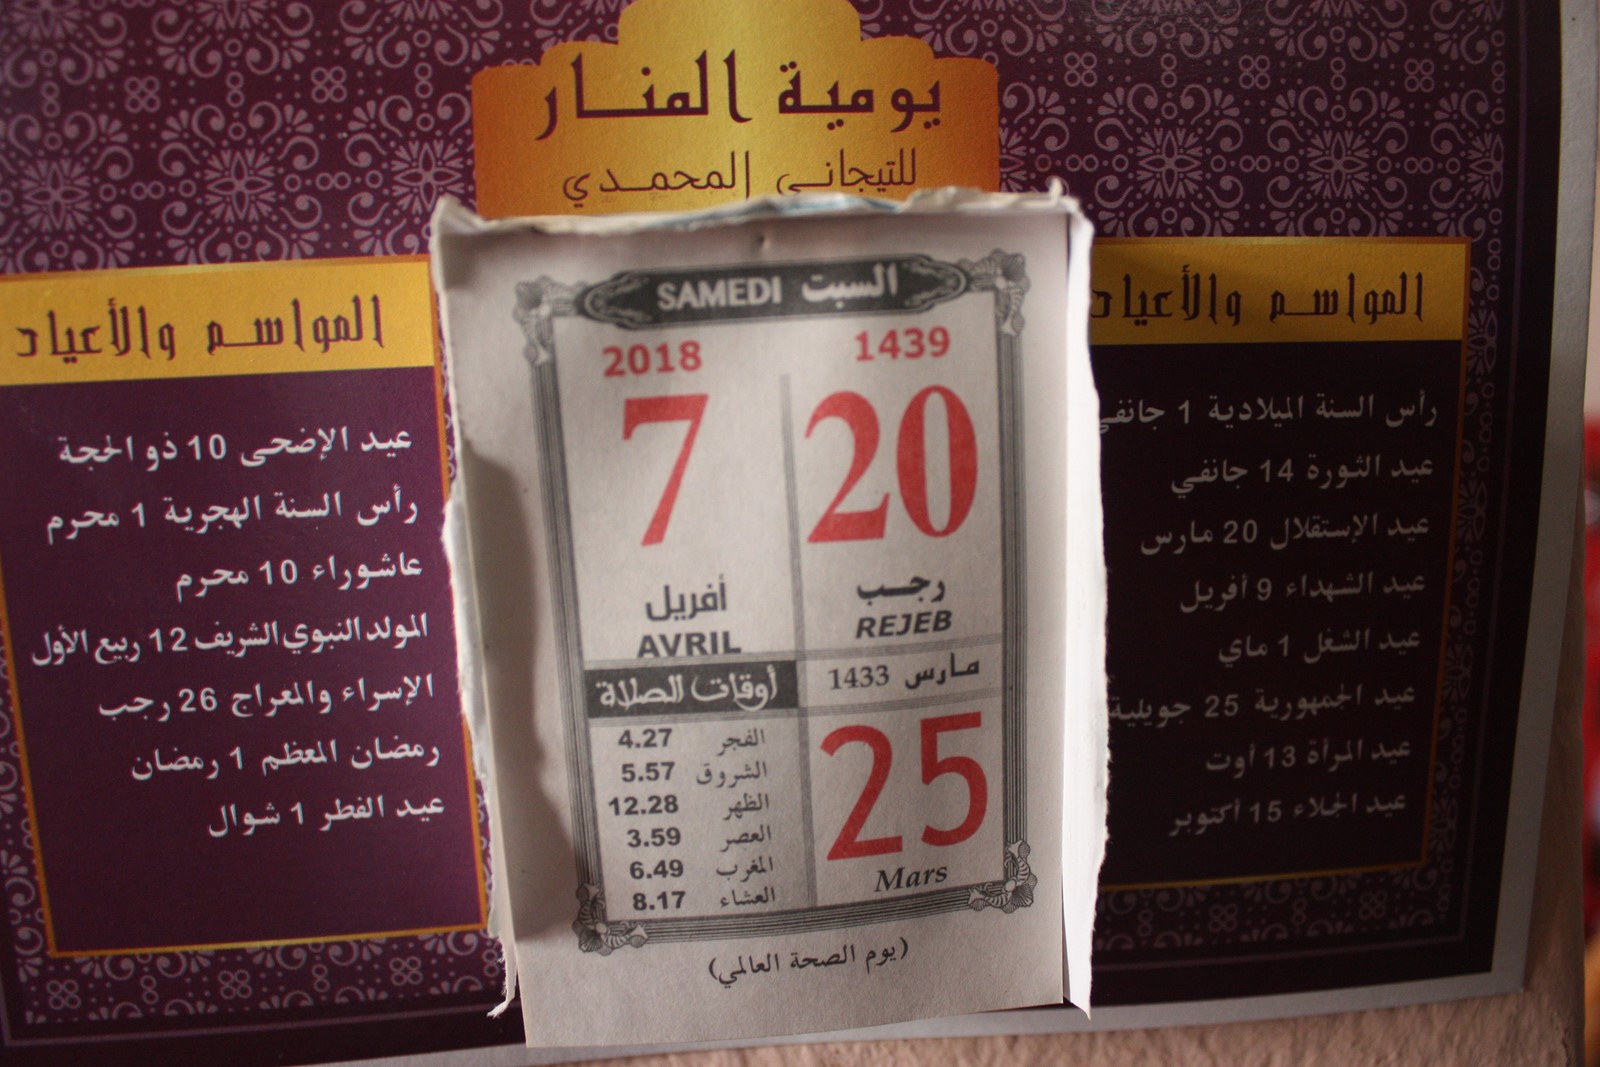 يومية المنار
للتيجاني المحمدي
السبت SAMEDI
1439 2018
20 7
رجب أفريل
REJEB AVRIL
مارس 1433
25
Mars
أوقات الصلاة
الفجر 4.27
الشروق 5.57
الظهر 12.28
العصر 3.59
المغرب 6.49
العشاء 8.17
(يوم الصحة العالمي)
المواسم والأعياد
رأس السنة الميلادية 1 جانفي
عيد الثورة 14 جانفي
عيد الإستقلال 20 مارس
عيد الشهداء 9 أفريل
عيد الشغل 1 ماي
عيد الجمهورية 25 جويلية
عيد المرأة 13 أوت
عيد الجلاء 15 أكتوبر
المواسم والأعياد
عيد الإضحى 10 ذو الحجة
رأس السنة الهجرية 1 محرم
عاشوراء 10 محرم
المولد النبوي الشريف 12 ربيع الأول
الإسراء والمعراج 26 رجب
رمضان المعظم 1 رمضان
عيد الفطر 1 شوال